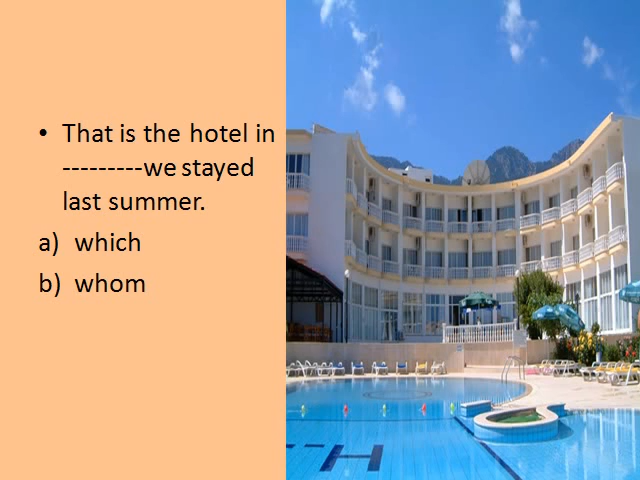 • That is the hotel in
---------we stayed
last summer.
a) which
b) whom